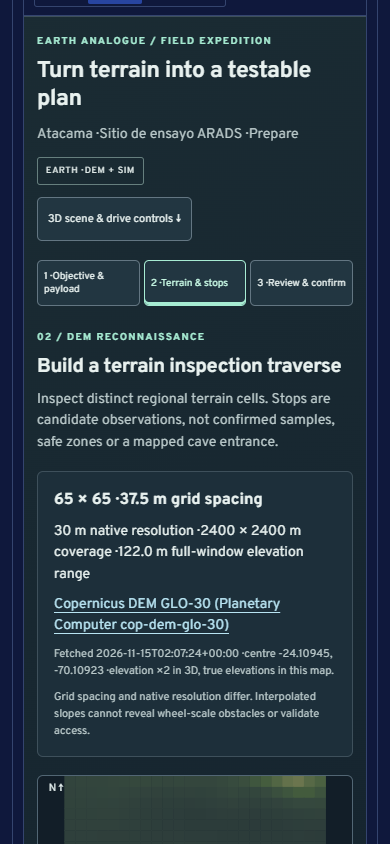 EARTH ANALOGUE / FIELD EXPEDITION
Turn terrain into a testable
plan
Atacama ·Sitio de ensayo ARADS ·Prepare
EARTH ·DEM + SIM
3D scene & drive controls ↓
1 ·Objective &
payload
2 ·Terrain & stops
3 ·Review & confirm
02 / DEM RECONNAISSANCE
Build a terrain inspection traverse
Inspect distinct regional terrain cells. Stops are
candidate observations, not confirmed samples,
safe zones or a mapped cave entrance.
65 × 65 ·37.5 m grid spacing
30 m native resolution ·2400 × 2400 m
coverage ·122.0 m full-window elevation
range
Copernicus DEM GLO-30 (Planetary
Computer cop-dem-glo-30)
Fetched 2026-11-15T02:07:24+00:00 ·centre -24.10945,
-70.10923 ·elevation ×2 in 3D, true elevations in this map.
Grid spacing and native resolution differ. Interpolated
slopes cannot reveal wheel-scale obstacles or validate
access.
N↑